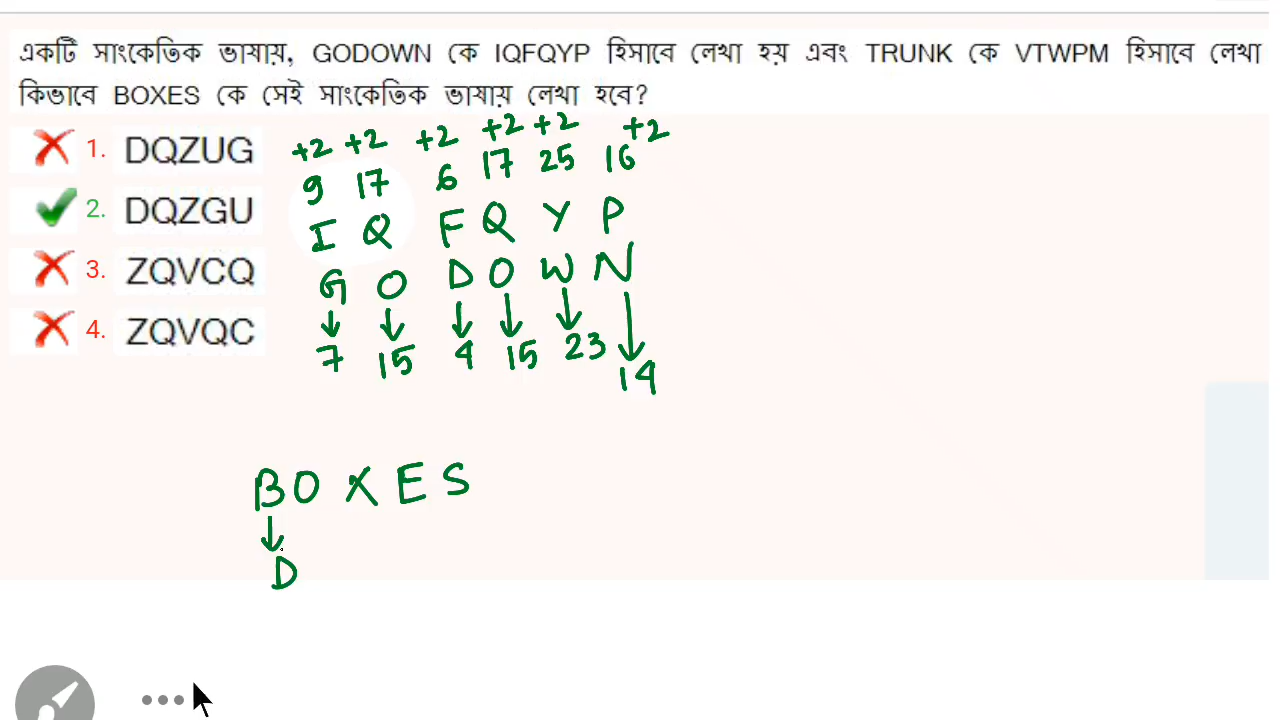 একটি সাংকেতিক ভাষায়, GODOWN কে IQFQYP হিসাবে লেখা হয় এবং TRUNK কে VTWPM হিসাবে লেখা
কিভাবে BOXES কে সেই সাংকেতিক ভাষায় লেখা হবে?
1. DQZUG
2. DQZGU
3. ZQVCQ
4. ZQVQC
+2 +2 +2 +2 +2 +2
9 17 6 17 25 16
I Q F Q Y P
G O D O W N
7 15 4 15 23 14
B O X E S
D